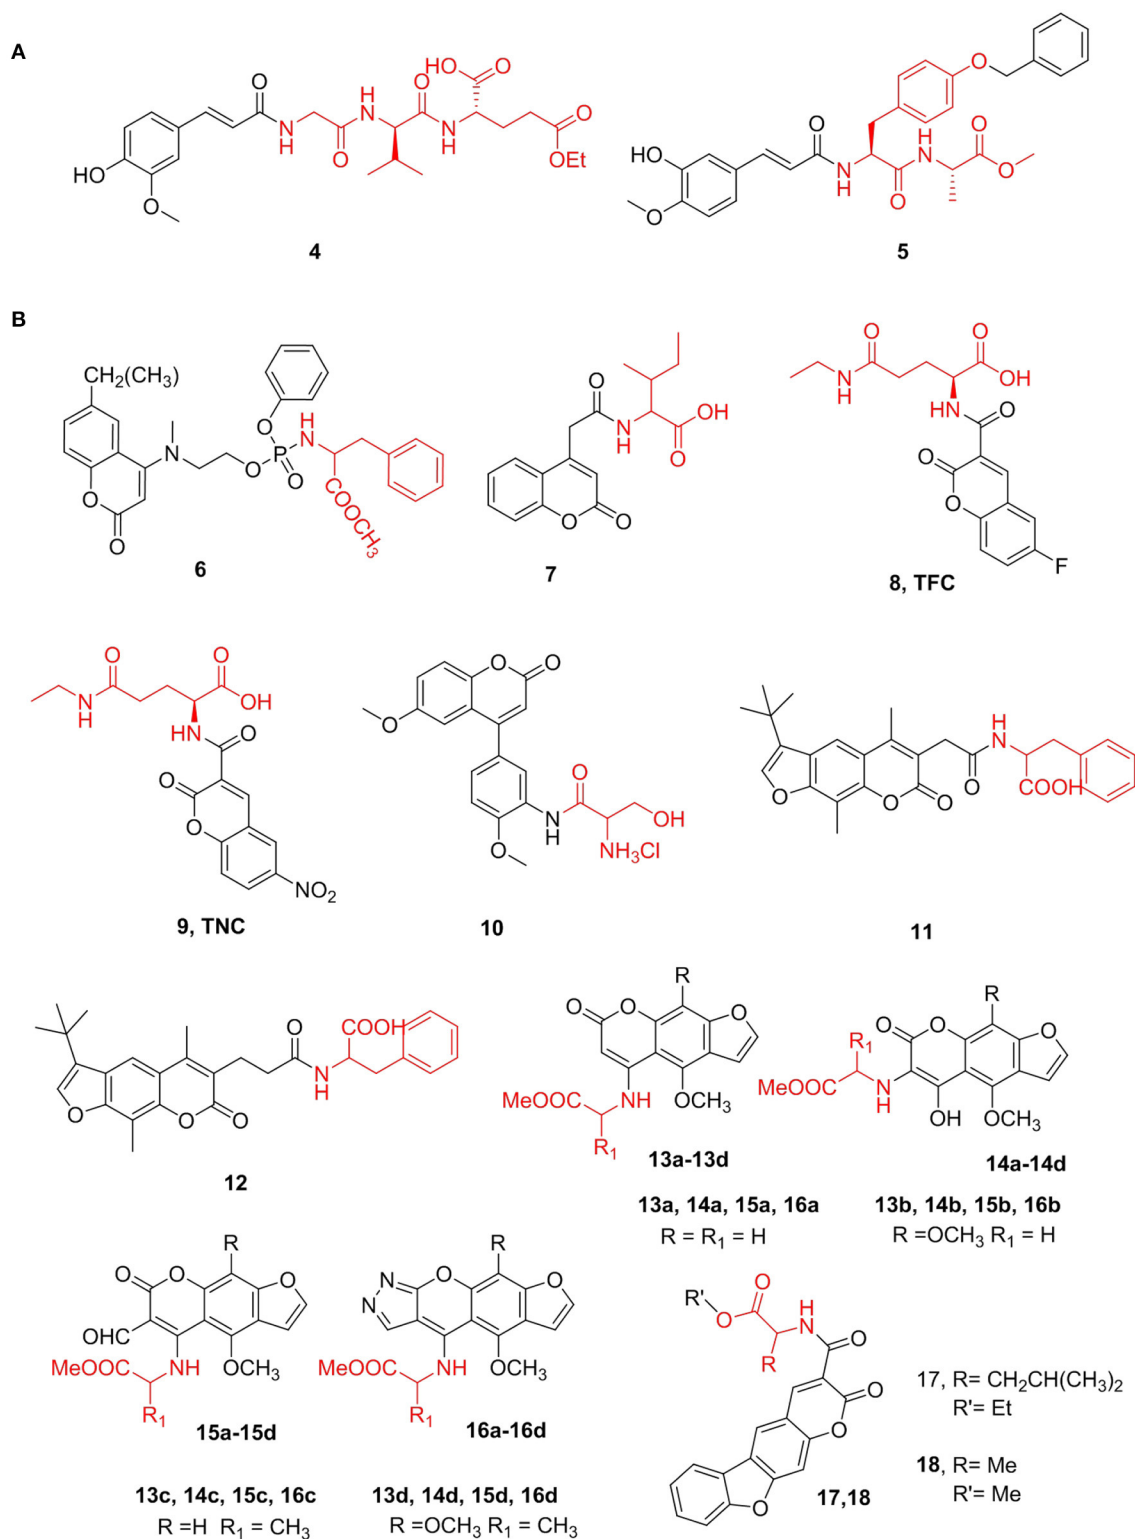 A
HO
O
O
N
H
O
H
N
O
N
H
HO
O
O
OEt
4
HO
O
O
N
H
O
H
N
O
O
O
O
5
B
CH2(CH3)
O
O
N
O
P
O
O
H
N
COOCH3
6
O
O
O
N
H
O
OH
7
O
N
H
O
OH
HN
O
O
O
F
8, TFC
O
N
H
O
OH
HN
O
O
O
NO2
9, TNC
O
O
O
O
N
H
O
OH
NH3Cl
10
O
O
O
O
H
N
COOH
11
O
O
O
O
N
H
COOH
12
O
O
R
O
MeOOC
NH
OCH3
R1
13a-13d
O
O
R
O
R1
MeOOC
N
H
OH
OCH3
14a-14d
13a, 14a, 15a, 16a
R = R1 = H
13b, 14b, 15b, 16b
R =OCH3 R1 = H
O
O
R
O
OHC
MeOOC
NH
OCH3
R1
15a-15d
N
N
O
R
O
MeOOC
NH
OCH3
R1
16a-16d
13c, 14c, 15c, 16c
R =H R1 = CH3
13d, 14d, 15d, 16d
R =OCH3 R1 = CH3
R'
O
O
H
N
R
O
O
O
O
17,18
17, R= CH2CH(CH3)2
R'= Et
18, R= Me
R'= Me